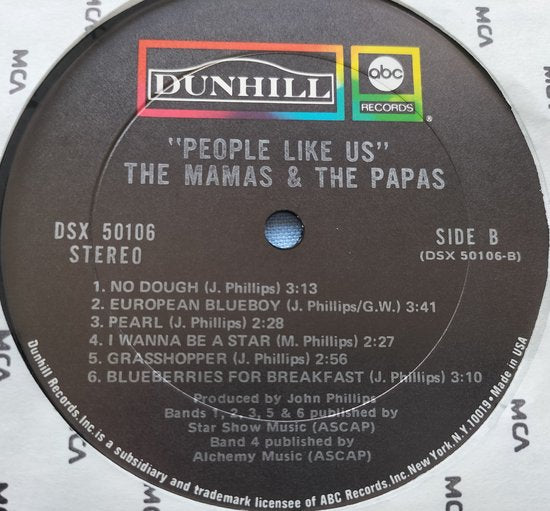 DUNHILL
abc
RECORDS
®
"PEOPLE LIKE US"
THE MAMAS & THE PAPAS
DSX 50106
STEREO
SIDE B
(DSX 50106-B)
1. NO DOUGH (J. Phillips) 3:13
2. EUROPEAN BLUEBOY (J. Phillips/G.W.) 3:41
3. PEARL (J. Phillips) 2:28
4. I WANNA BE A STAR (M. Phillips) 2:27
5. GRASSHOPPER (J. Phillips) 2:56
6. BLUEBERRIES FOR BREAKFAST (J. Phillips) 3:10
Produced by John Phillips
Bands 1, 2, 3, 5 & 6 published by
Star Show Music (ASCAP)
Band 4 published by
Alchemy Music (ASCAP)
Dunhill Records, Inc. is a subsidiary and trademark licensee of ABC Records, Inc. New York, N.Y. 10019 • Made in USA
MCA
MCA
MCA
MCA
MCA
MCA
MCA